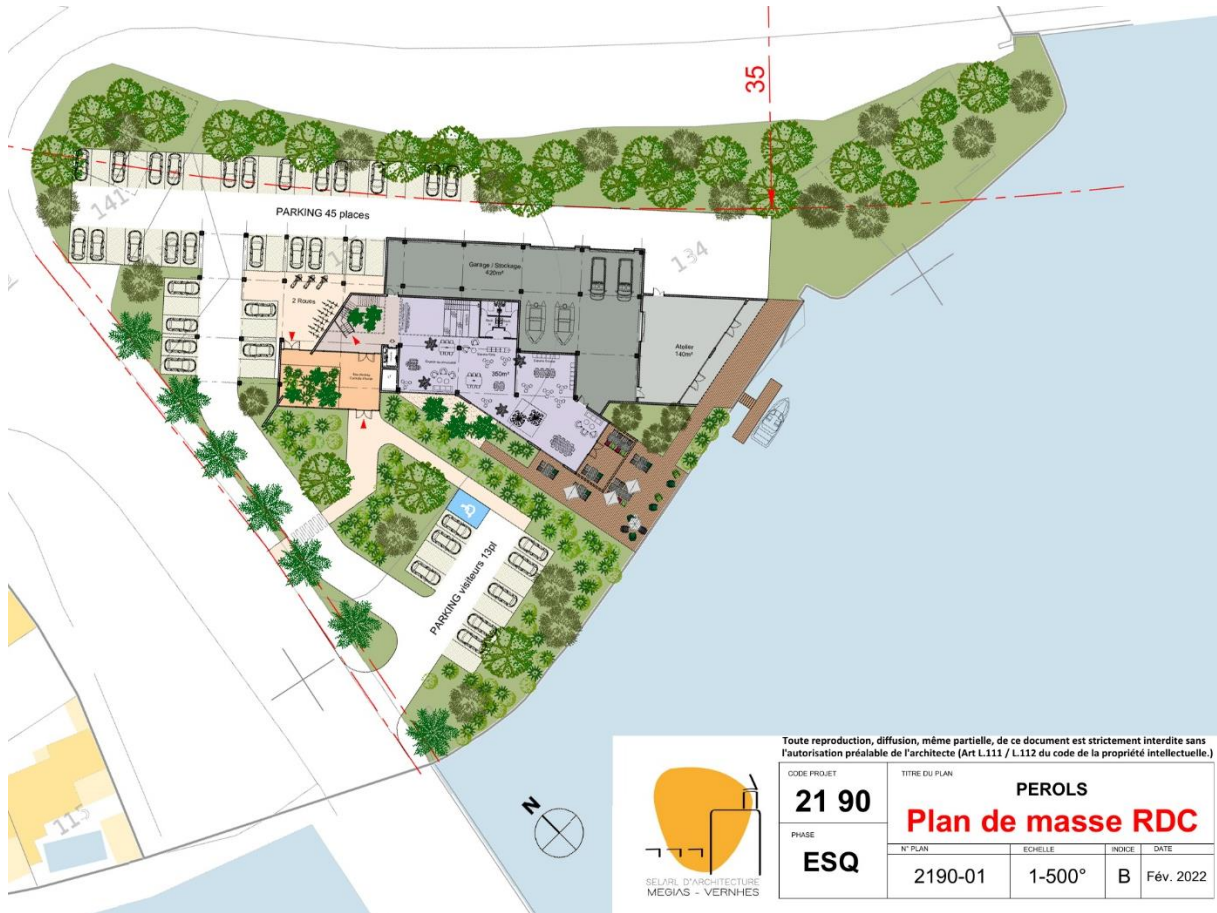 35
141
134
PARKING 45 places
Garage / Stockage
420m²
2 Roues
Atelier
140m²
350m²
PARKING visiteurs 13pl
115
N
Toute reproduction, diffusion, même partielle, de ce document est strictement interdite sans
l'autorisation préalable de l'architecte (Art L.111 / L.112 du code de la propriété intellectuelle.)
CODE PROJET
21 90
TITRE DU PLAN
PEROLS
Plan de masse RDC
PHASE
ESQ
N° PLAN
2190-01
ECHELLE
1-500°
INDICE
B
DATE
Fév. 2022
SELARL D'ARCHITECTURE
MEGIAS - VERNHES